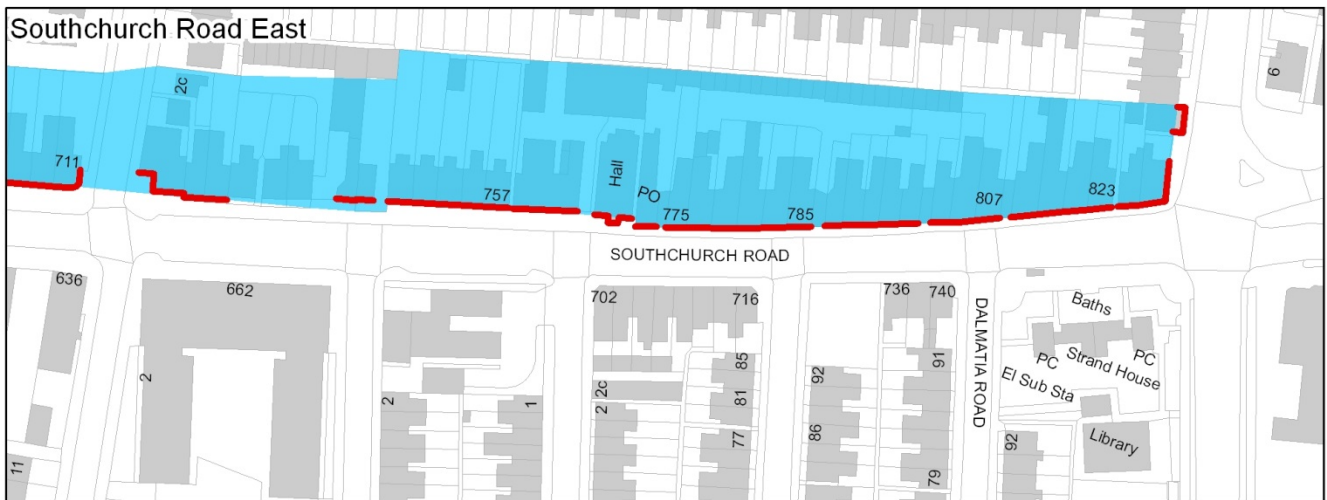 Southchurch Road East
2c
6
711
757
Hall
PO
775
785
807
823
SOUTHCHURCH ROAD
636
662
702
716
736
740
DALMATIA ROAD
Baths
PC
Strand House
PC
El Sub Sta
Library
2
2
1
2c
2
85
81
77
92
86
91
79
92
11